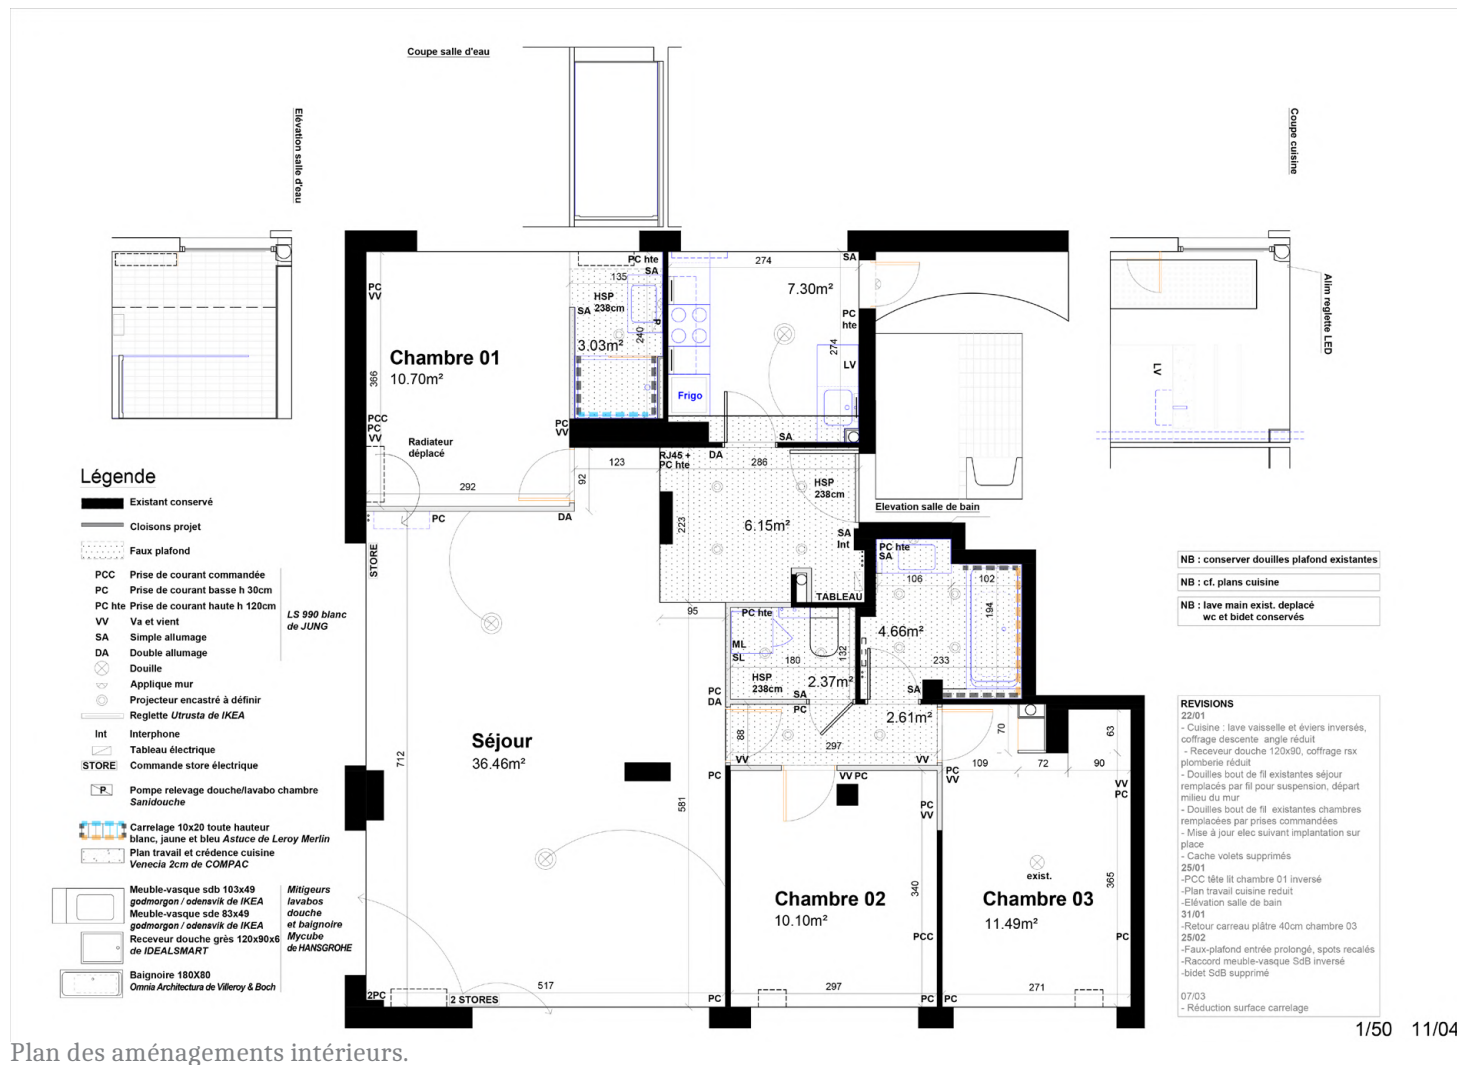 Coupe salle d'eau
Elévation salle d'eau
Coupe cuisine
Alim reglette LED
LV
PC hte
SA
135
HSP
238cm
SA
P
240
3.03m²
PC
VV
Chambre 01
10.70m²
366
PCC
PC
VV
PC
VV
Radiateur
déplacé
292
274
SA
7.30m²
PC
hte
274
LV
Frigo
SA
DA
RJ45 +
PC hte
123
286
92
HSP
238cm
6.15m²
223
SA
Int
TABLEAU
PC
DA
STORE
95
Elevation salle de bain
PC hte
SA
106
102
194
4.66m²
233
SA
PC hte
ML
SL
180
132
HSP
238cm
2.37m²
SA
PC
PC
DA
88
2.61m²
297
VV
VV
VV PC
PC
Séjour
36.46m²
712
581
517
2PC
2 STORES
PC
Chambre 02
10.10m²
340
PC
VV
PCC
297
PC
PC
VV
109
72
90
70
63
VV
PC
exist.
Chambre 03
11.49m²
365
PC
271
PC
Légende
Existant conservé
Cloisons projet
Faux plafond
PCC Prise de courant commandée
PC Prise de courant basse h 30cm
PC hte Prise de courant haute h 120cm
VV Va et vient
SA Simple allumage
DA Double allumage
LS 990 blanc
de JUNG
Douille
Applique mur
Projecteur encastré à définir
Reglette Utrusta de IKEA
Int Interphone
Tableau électrique
STORE Commande store électrique
P Pompe relevage douche/lavabo chambre
Sanidouche
Carrelage 10x20 toute hauteur
blanc, jaune et bleu Astuce de Leroy Merlin
Plan travail et crédence cuisine
Venecia 2cm de COMPAC
Meuble-vasque sdb 103x49
godmorgon / odensvik de IKEA
Meuble-vasque sde 83x49
godmorgon / odensvik de IKEA
Receveur douche grès 120x90x6
de IDEALSMART
Baignoire 180X80
Omnia Architectura de Villeroy & Boch
Mitigeurs
lavabos
douche
et baignoire
Mycube
de HANSGROHE
NB : conserver douilles plafond existantes
NB : cf. plans cuisine
NB : lave main exist. deplacé
wc et bidet conservés
REVISIONS
22/01
- Cuisine : lave vaisselle et éviers inversés,
coffrage descente angle réduit
- Receveur douche 120x90, coffrage rsx
plomberie réduit
- Douilles bout de fil existantes séjour
remplacés par fil pour suspension, départ
milieu du mur
- Douilles bout de fil existantes chambres
remplacées par prises commandées
- Mise à jour elec suivant implantation sur
place
- Cache volets supprimés
25/01
-PCC tête lit chambre 01 inversé
-Plan travail cuisine reduit
-Elévation salle de bain
31/01
-Retour carreau plâtre 40cm chambre 03
25/02
-Faux-plafond entrée prolongé, spots recalés
-Raccord meuble-vasque SdB inversé
-bidet SdB supprimé
07/03
- Réduction surface carrelage
1/50 11/04
Plan des aménagements intérieurs.